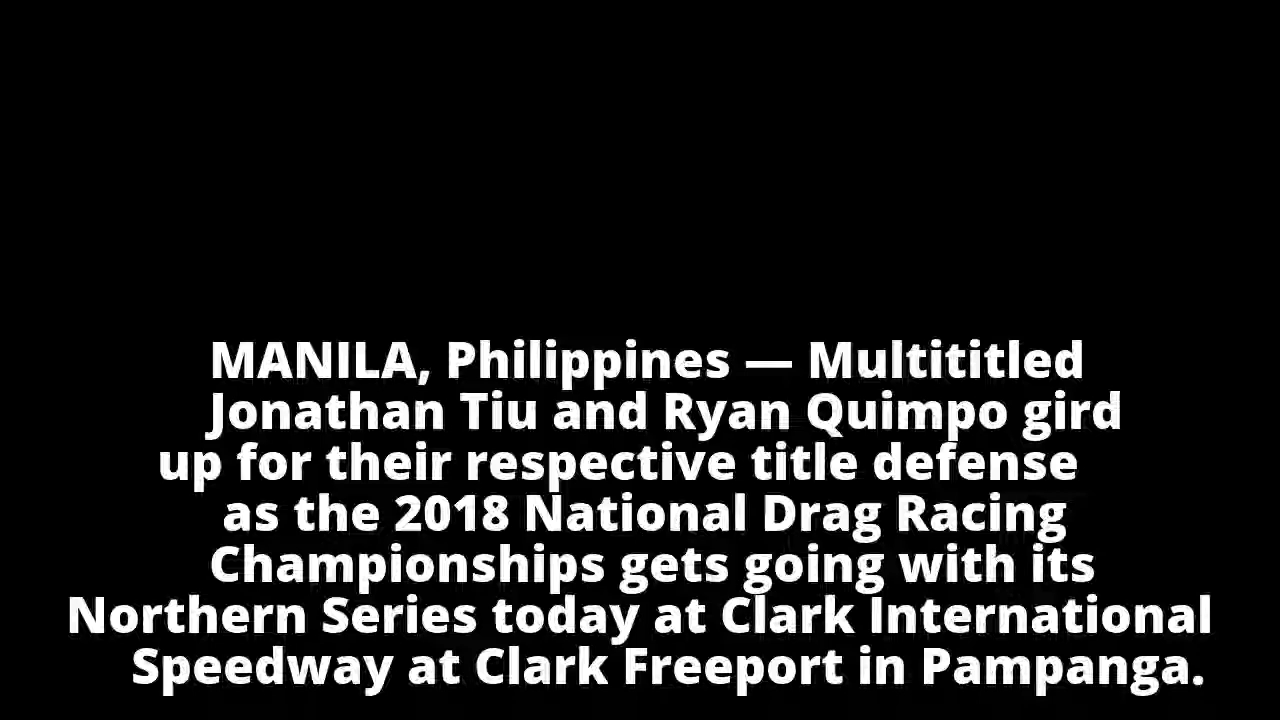 MANILA, Philippines — Multititled
Jonathan Tiu and Ryan Quimpo gird
up for their respective title defense
as the 2018 National Drag Racing
Championships gets going with its
Northern Series today at Clark International
Speedway at Clark Freeport in Pampanga.